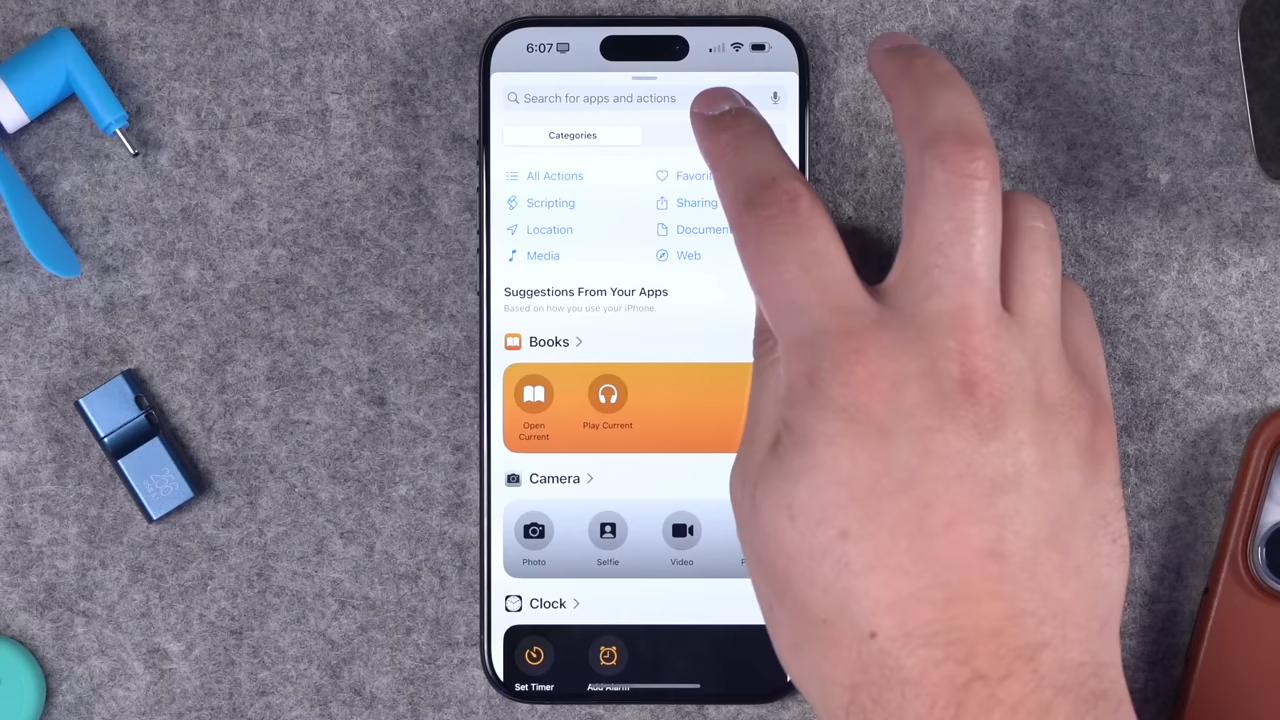 6:07
Search for apps and actions
Categories
All Actions
Scripting
Sharing
Location
Media
Web
Suggestions From Your Apps
Based on how you use your iPhone.
Books
Open Current
Play Current
Camera
Photo
Selfie
Video
Clock
Set Timer
Add Alarm